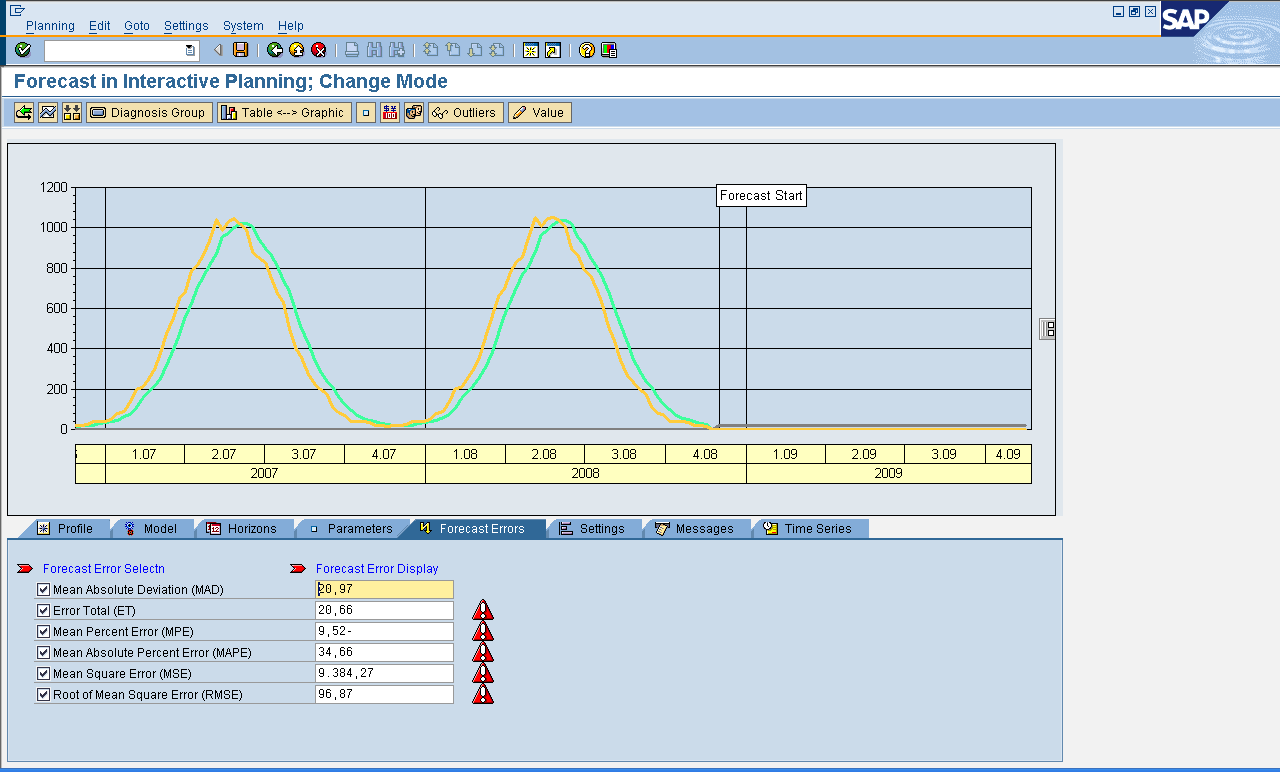 Planning Edit Goto Settings System Help
SAP
Forecast in Interactive Planning; Change Mode
Diagnosis Group Table <--> Graphic Outliers Value
Forecast Start
1200
1000
800
600
400
200
0
1.07 2.07 3.07 4.07 1.08 2.08 3.08 4.08 1.09 2.09 3.09 4.09
2007 2008 2009
Profile Model Horizons Parameters Forecast Errors Settings Messages Time Series
Forecast Error Selectn Forecast Error Display
Mean Absolute Deviation (MAD) 20,97
Error Total (ET) 20,66
Mean Percent Error (MPE) 9,52-
Mean Absolute Percent Error (MAPE) 34,66
Mean Square Error (MSE) 9.384,27
Root of Mean Square Error (RMSE) 96,87